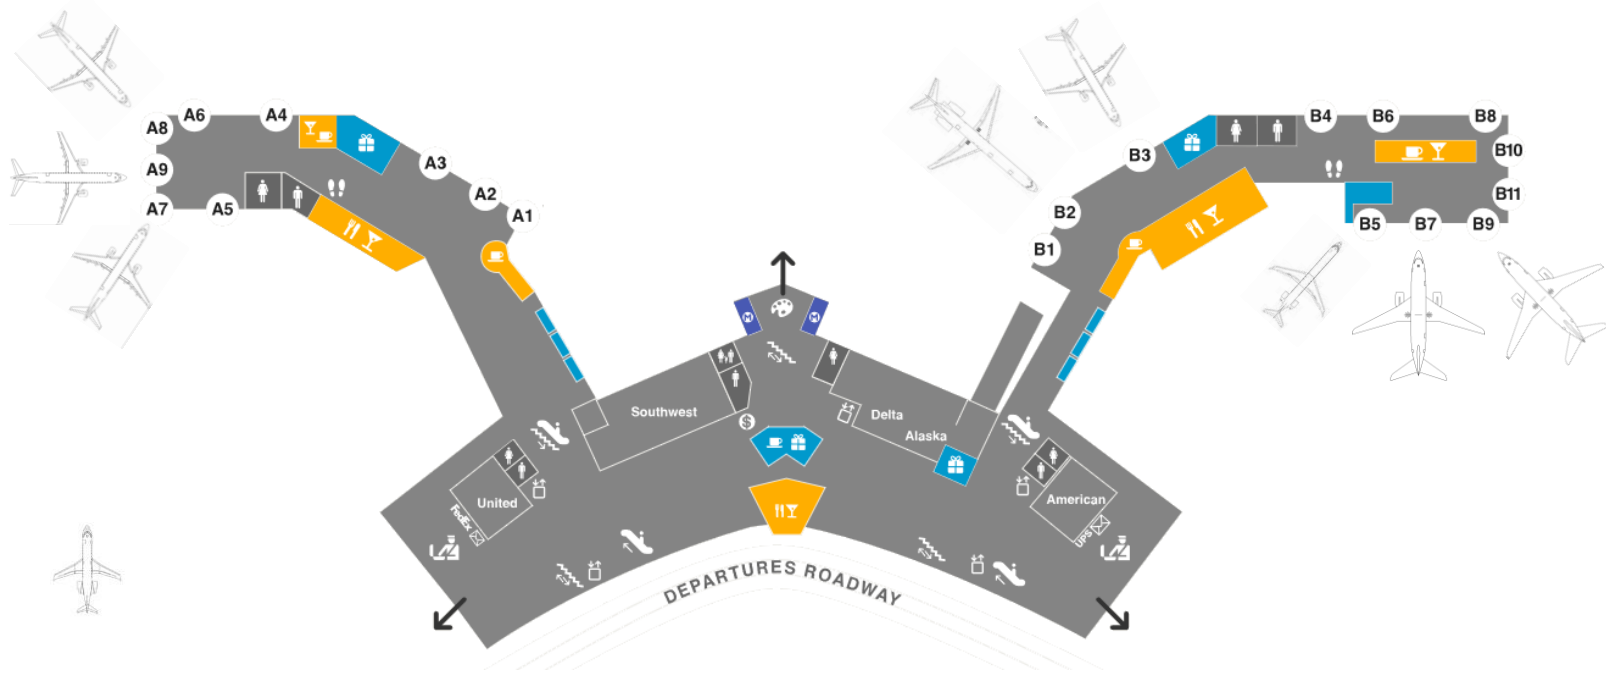 A8
A6
A4
A3
A9
A2
A7
A5
A1
B4
B6
B8
B3
B10
B11
B2
B5
B7
B9
B1
M
M
Southwest
$
Delta
Alaska
United
FedEx
American
UPS
DEPARTURES ROADWAY